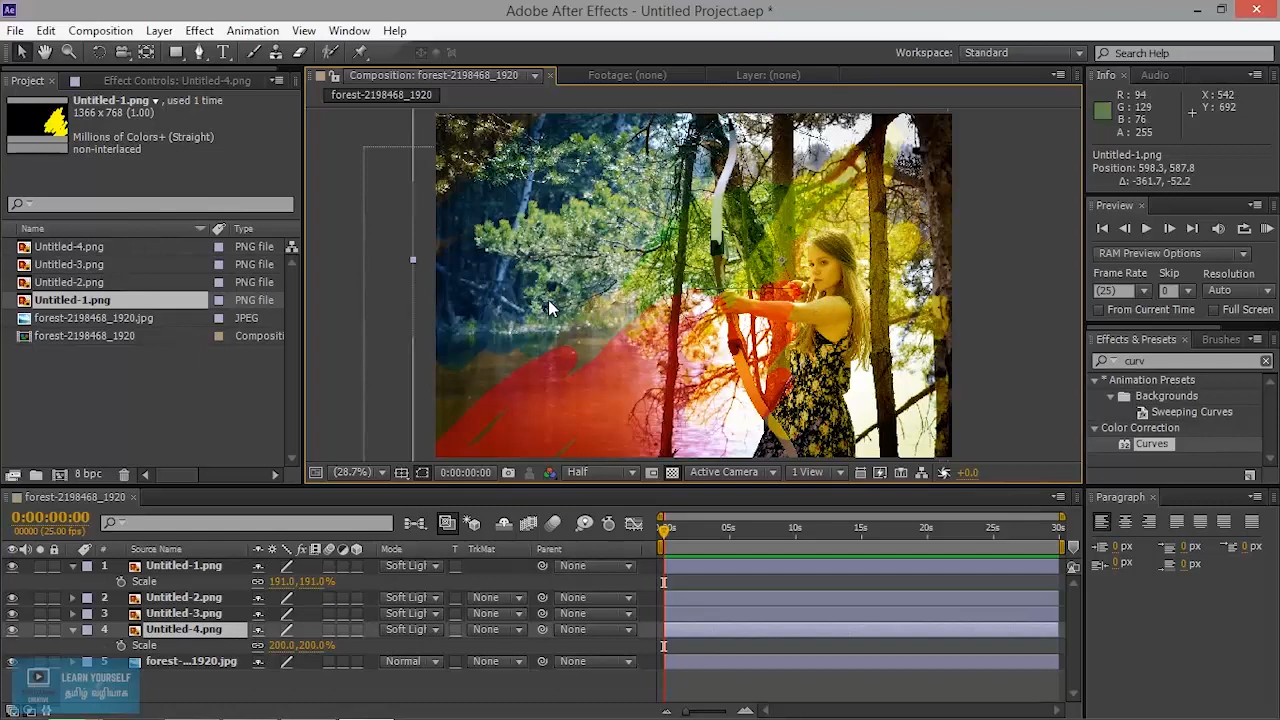 Ae Adobe After Effects - Untitled Project.aep *
File Edit Composition Layer Effect Animation View Window Help
Workspace: Standard Search Help
Project × Effect Controls: Untitled-4.png
Composition: forest-2198468_1920 × Footage: (none) Layer: (none)
Info × Audio
forest-2198468_1920
Untitled-1.png ▾, used 1 time
1366 x 768 (1.00)
Millions of Colors+ (Straight)
non-interlaced
R: 94 X: 542
G: 129 Y: 692
B: 76
A: 255
Untitled-1.png
Position: 598.3, 587.8
Δ: -361.7, -52.2
Preview ×
RAM Preview Options
Frame Rate Skip Resolution
(25) 0 Auto
From Current Time Full Screen
Effects & Presets × Brushes
curv
* Animation Presets
Backgrounds
Sweeping Curves
Color Correction
Curves
Name Type
Untitled-4.png PNG file
Untitled-3.png PNG file
Untitled-2.png PNG file
Untitled-1.png PNG file
forest-2198468_1920.jpg JPEG
forest-2198468_1920 Compositi
8 bpc
(28.7%) 0:00:00:00 Half Active Camera 1 View +0.0
forest-2198468_1920 ×
0:00:00:00
00000 (25.00 fps)
00s 05s 10s 15s 20s 25s 30s
# Source Name Mode T TrkMat Parent
1 Untitled-1.png Soft Ligh None
Scale 191.0,191.0%
2 Untitled-2.png Soft Ligh None None
3 Untitled-3.png Soft Ligh None None
4 Untitled-4.png Soft Ligh None None
Scale 200.0,200.0%
5 forest-...1920.jpg Normal None None
Paragraph ×
0 px 0 px 0 px
0 px 0 px
LEARN YOURSELF
தமிழ் வழியாக
CREATIVE